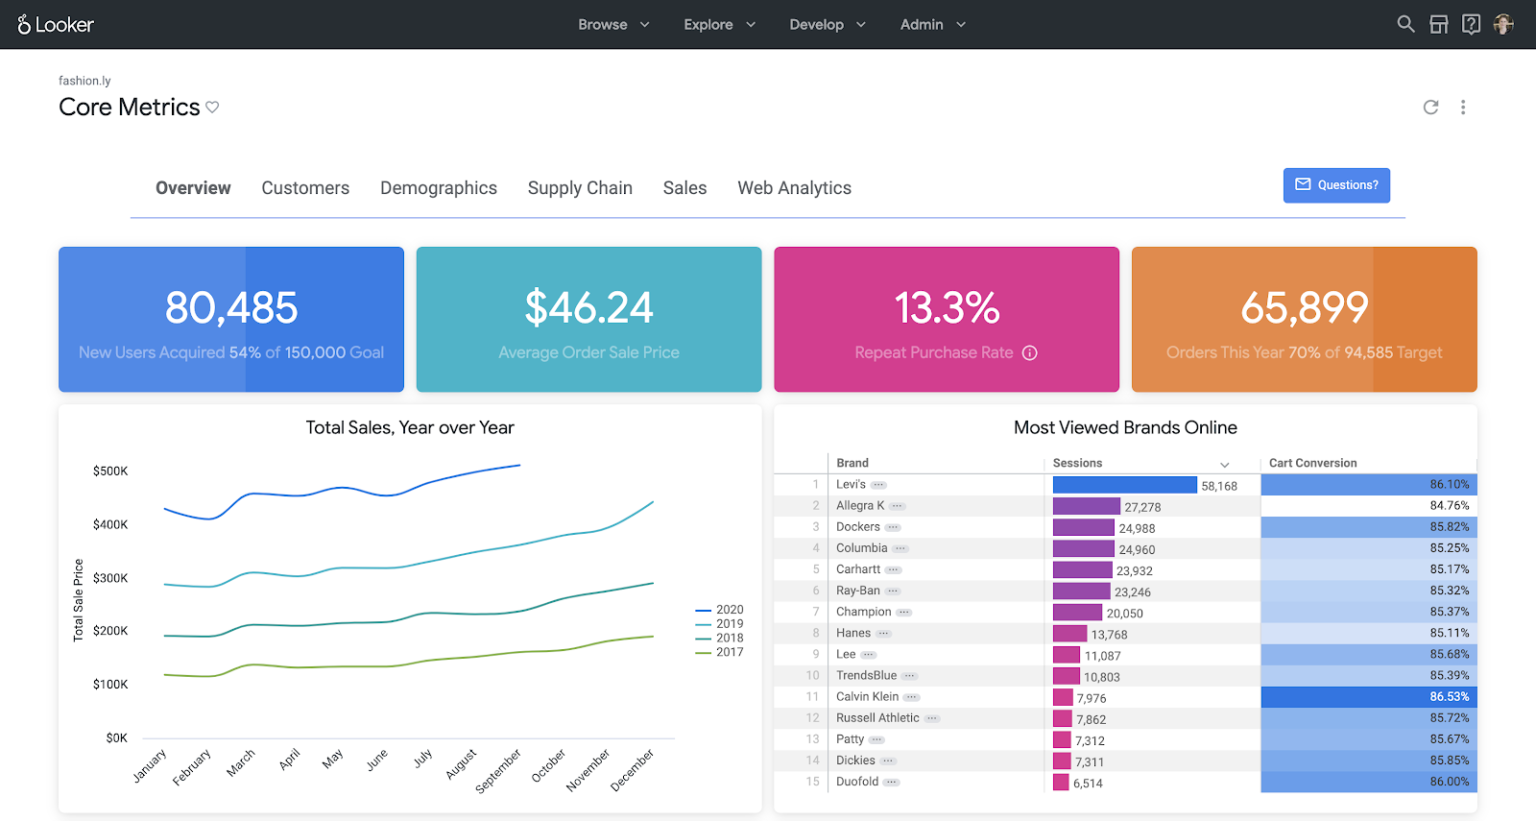 Looker
Browse Explore Develop Admin
fashion.ly
Core Metrics
Overview Customers Demographics Supply Chain Sales Web Analytics
Questions?
80,485
New Users Acquired 54% of 150,000 Goal
$46.24
Average Order Sale Price
13.3%
Repeat Purchase Rate
65,899
Orders This Year 70% of 94,585 Target
Total Sales, Year over Year
Total Sale Price
$500K
$400K
$300K
$200K
$100K
$0K
January February March April May June July August September October November December
2020
2019
2018
2017
Most Viewed Brands Online
Brand Sessions Cart Conversion
1 Levi's 58,168 86.10%
2 Allegra K 27,278 84.76%
3 Dockers 24,988 85.82%
4 Columbia 24,960 85.25%
5 Carhartt 23,932 85.17%
6 Ray-Ban 23,246 85.32%
7 Champion 20,050 85.37%
8 Hanes 13,768 85.11%
9 Lee 11,087 85.68%
10 TrendsBlue 10,803 85.39%
11 Calvin Klein 7,976 86.53%
12 Russell Athletic 7,862 85.72%
13 Patty 7,312 85.67%
14 Dickies 7,311 85.85%
15 Duofold 6,514 86.00%